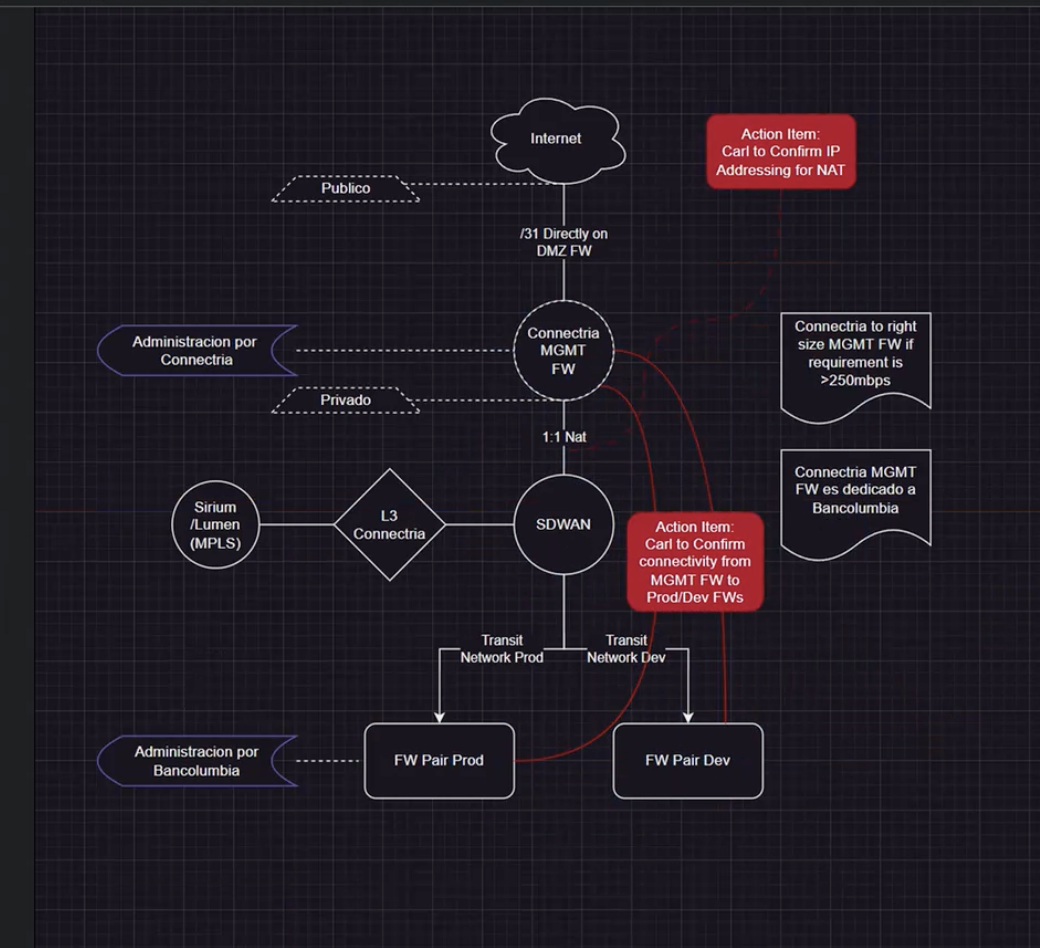 Internet
Action Item:
Carl to Confirm IP
Addressing for NAT
Publico
/31 Directly on
DMZ FW
Administracion por
Connectria
Connectria
MGMT
FW
Connectria to right
size MGMT FW if
requirement is
>250mbps
Privado
1:1 Nat
Connectria MGMT
FW es dedicado a
Bancolumbia
Sirium
/Lumen
(MPLS)
L3
Connectria
SDWAN
Action Item:
Carl to Confirm
connectivity from
MGMT FW to
Prod/Dev FWs
Transit
Network Prod
Transit
Network Dev
Administracion por
Bancolumbia
FW Pair Prod
FW Pair Dev